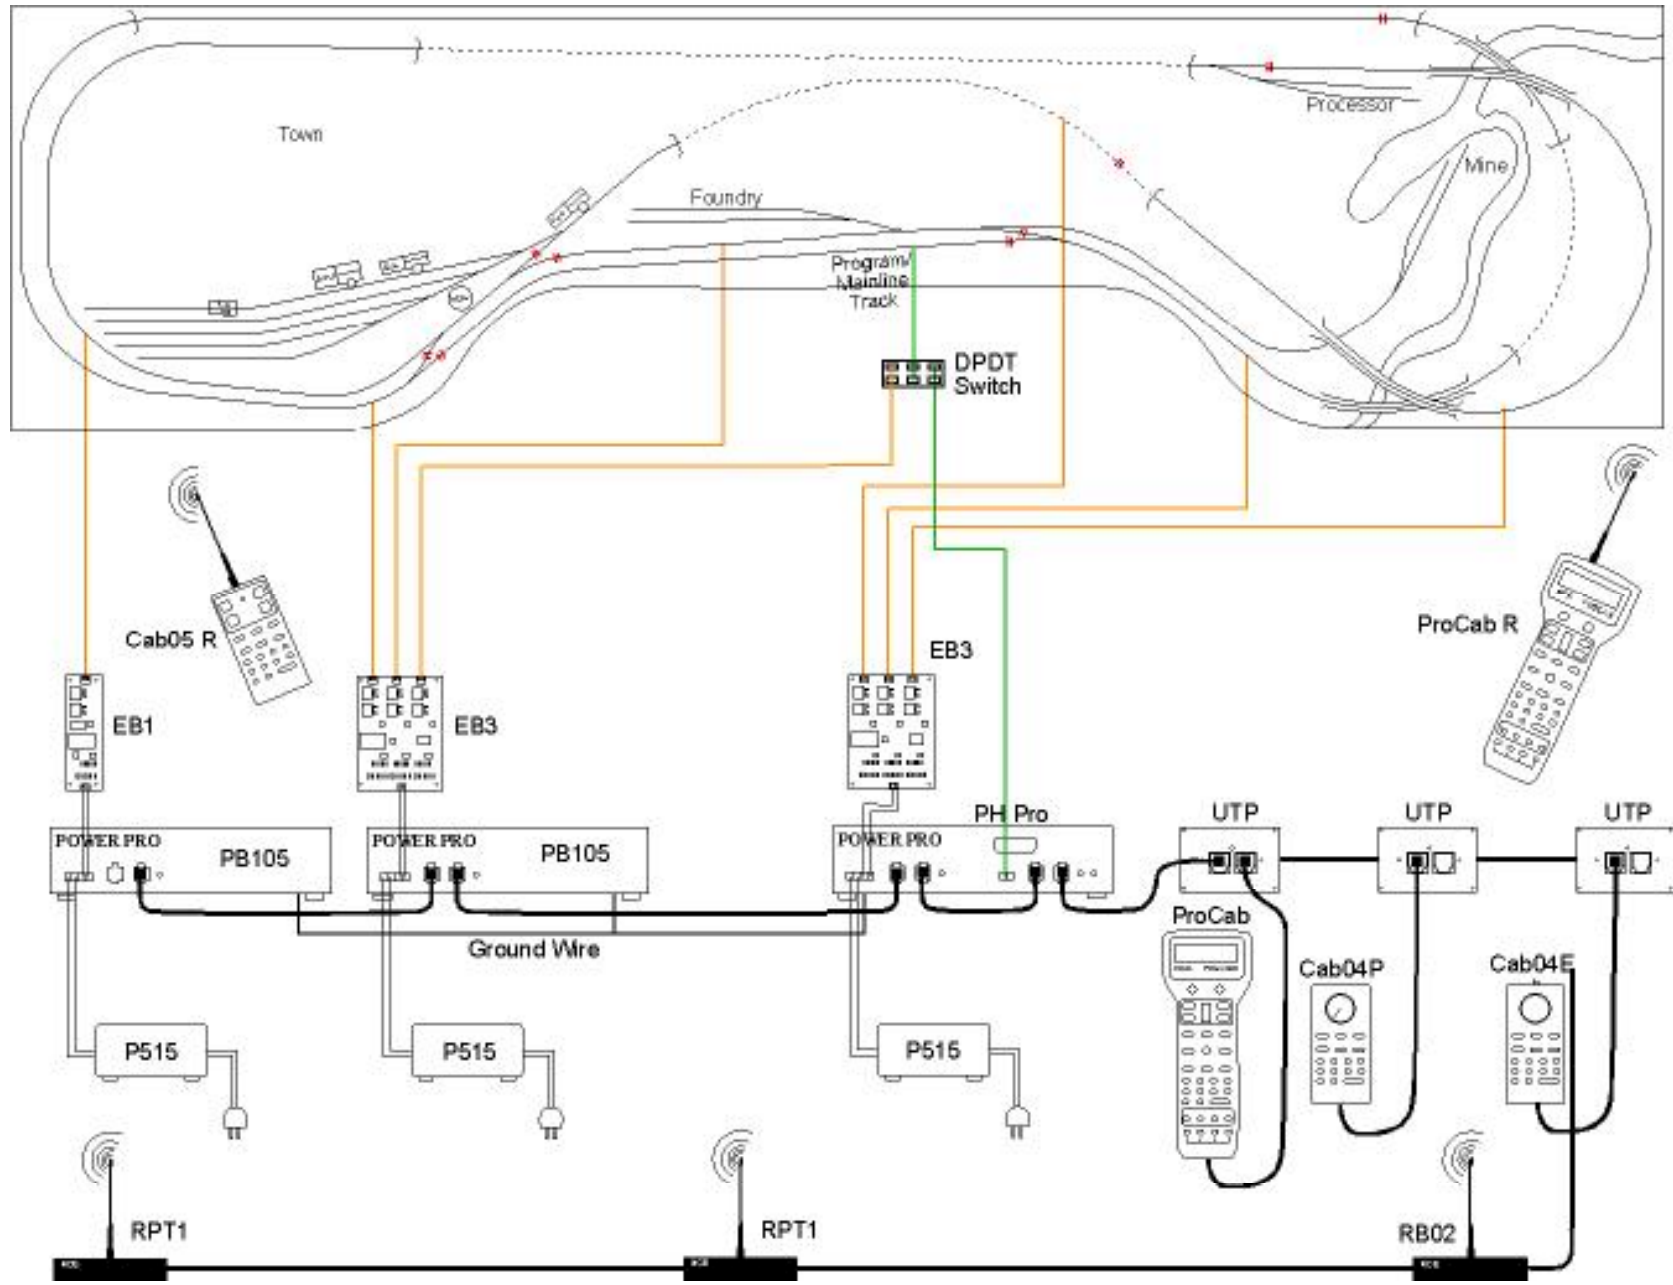 Town
Processor
Mine
Foundry
Program/
Mainline
Track
DPDT
Switch
Cab05 R
ProCab R
EB1
EB3
EB3
PH Pro
UTP
UTP
UTP
POWER PRO
PB105
POWER PRO
PB105
POWER PRO
Ground Wire
ProCab
Cab04P
Cab04E
P515
P515
P515
RPT1
RPT1
RB02